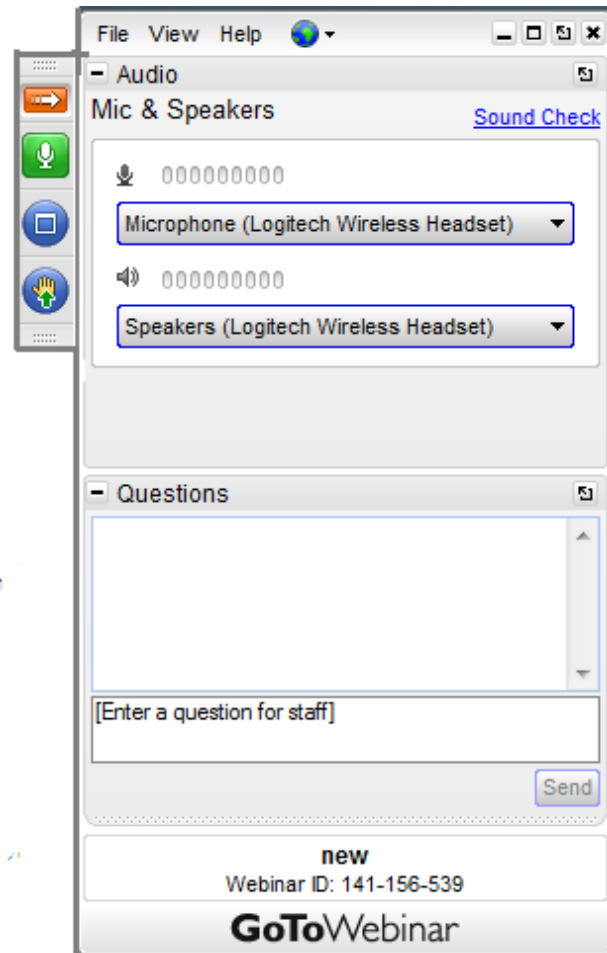 File View Help
Audio
Mic & Speakers
Sound Check
000000000
Microphone (Logitech Wireless Headset)
000000000
Speakers (Logitech Wireless Headset)
Questions
[Enter a question for staff]
Send
new
Webinar ID: 141-156-539
GoToWebinar